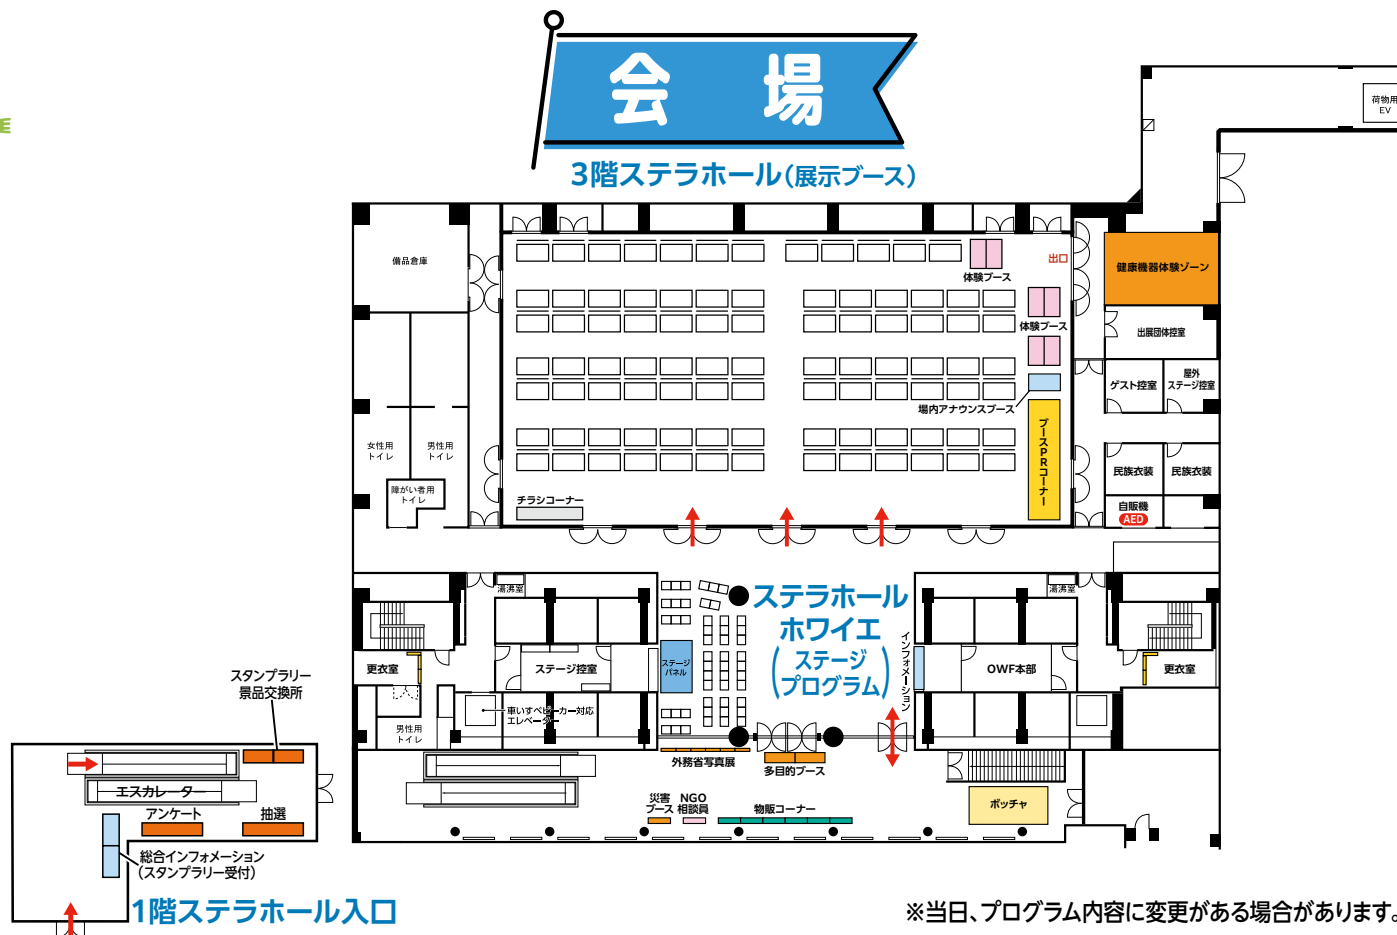 会 場
3階ステラホール(展示ブース)
荷物用
EV
備品倉庫
出口
体験ブース
体験ブース
健康機器体験ゾーン
出展団体控室
ゲスト控室
屋外
ステージ控室
場内アナウンスブース
ブースPRコーナー
女性用
トイレ
男性用
トイレ
障がい者用
トイレ
チラシコーナー
民族衣装
民族衣装
自販機
AED
湯沸室
湯沸室
ステラホール
ホワイエ
(ステージ
プログラム)
インフォメーション
ステージ
パネル
更衣室
ステージ控室
OWF本部
更衣室
車いすベビーカー対応
エレベーター
男性用
トイレ
外務省写真展
多目的ブース
災害
ブース
NGO
相談員
物販コーナー
ボッチャ
スタンプラリー
景品交換所
エスカレーター
アンケート
抽選
総合インフォメーション
(スタンプラリー受付)
1階ステラホール入口
※当日、プログラム内容に変更がある場合があります。